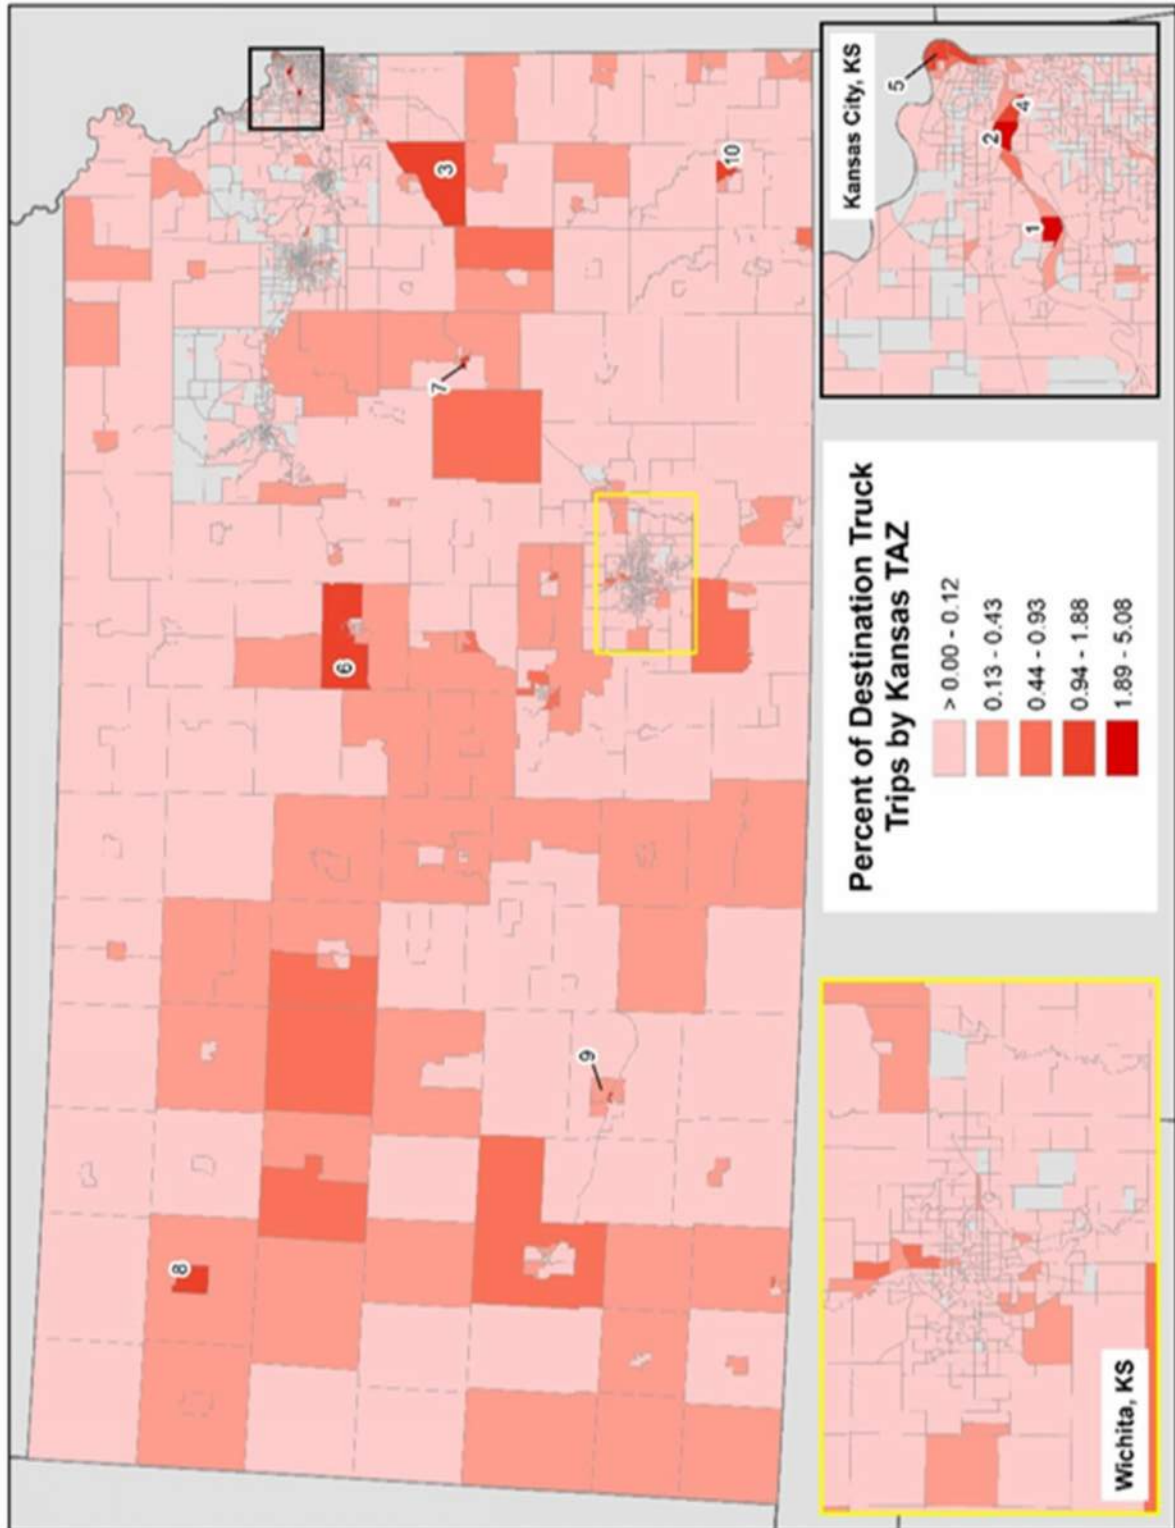 8
6
7
3
9
10
Wichita, KS
Percent of Destination Truck
Trips by Kansas TAZ
> 0.00 - 0.12
0.13 - 0.43
0.44 - 0.93
0.94 - 1.88
1.89 - 5.08
Kansas City, KS
5
2
4
1